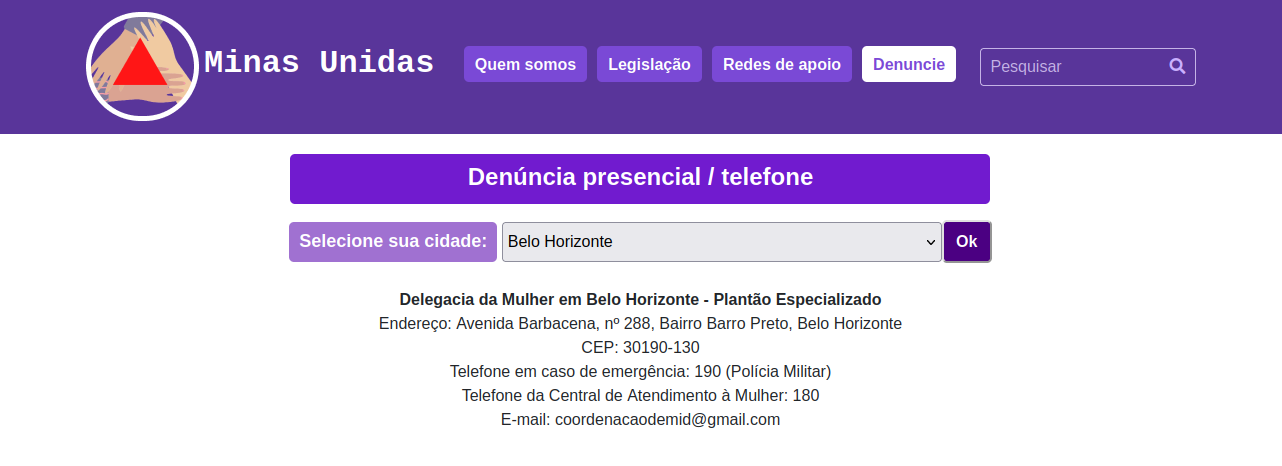 Minas Unidas
Quem somos
Legislação
Redes de apoio
Denuncie
Pesquisar
Denúncia presencial / telefone
Selecione sua cidade:
Belo Horizonte
Ok
Delegacia da Mulher em Belo Horizonte - Plantão Especializado
Endereço: Avenida Barbacena, nº 288, Bairro Barro Preto, Belo Horizonte
CEP: 30190-130
Telefone em caso de emergência: 190 (Polícia Militar)
Telefone da Central de Atendimento à Mulher: 180
E-mail: coordenacaodemid@gmail.com